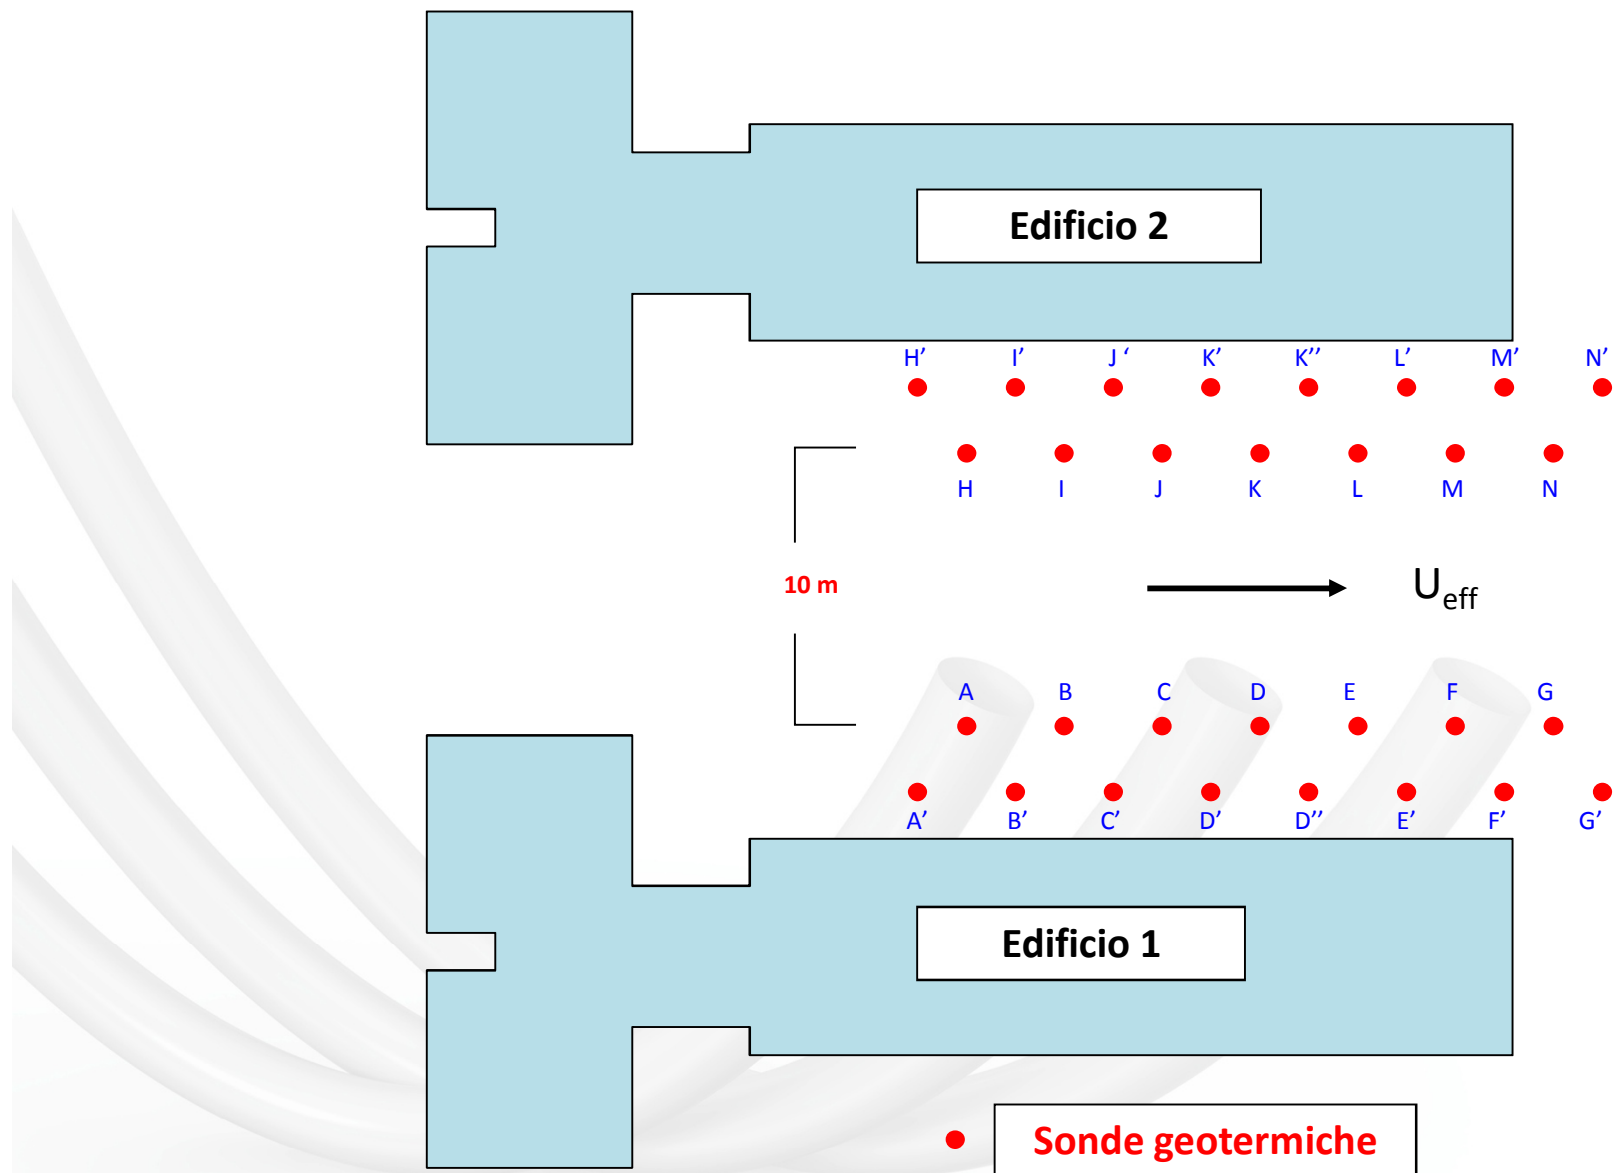 Edificio 2
H’ I’ J ‘ K’ K’’ L’ M’ N’
H I J K L M N
10 m
Ueff
A B C D E F G
A’ B’ C’ D’ D’’ E’ F’ G’
Edificio 1
Sonde geotermiche